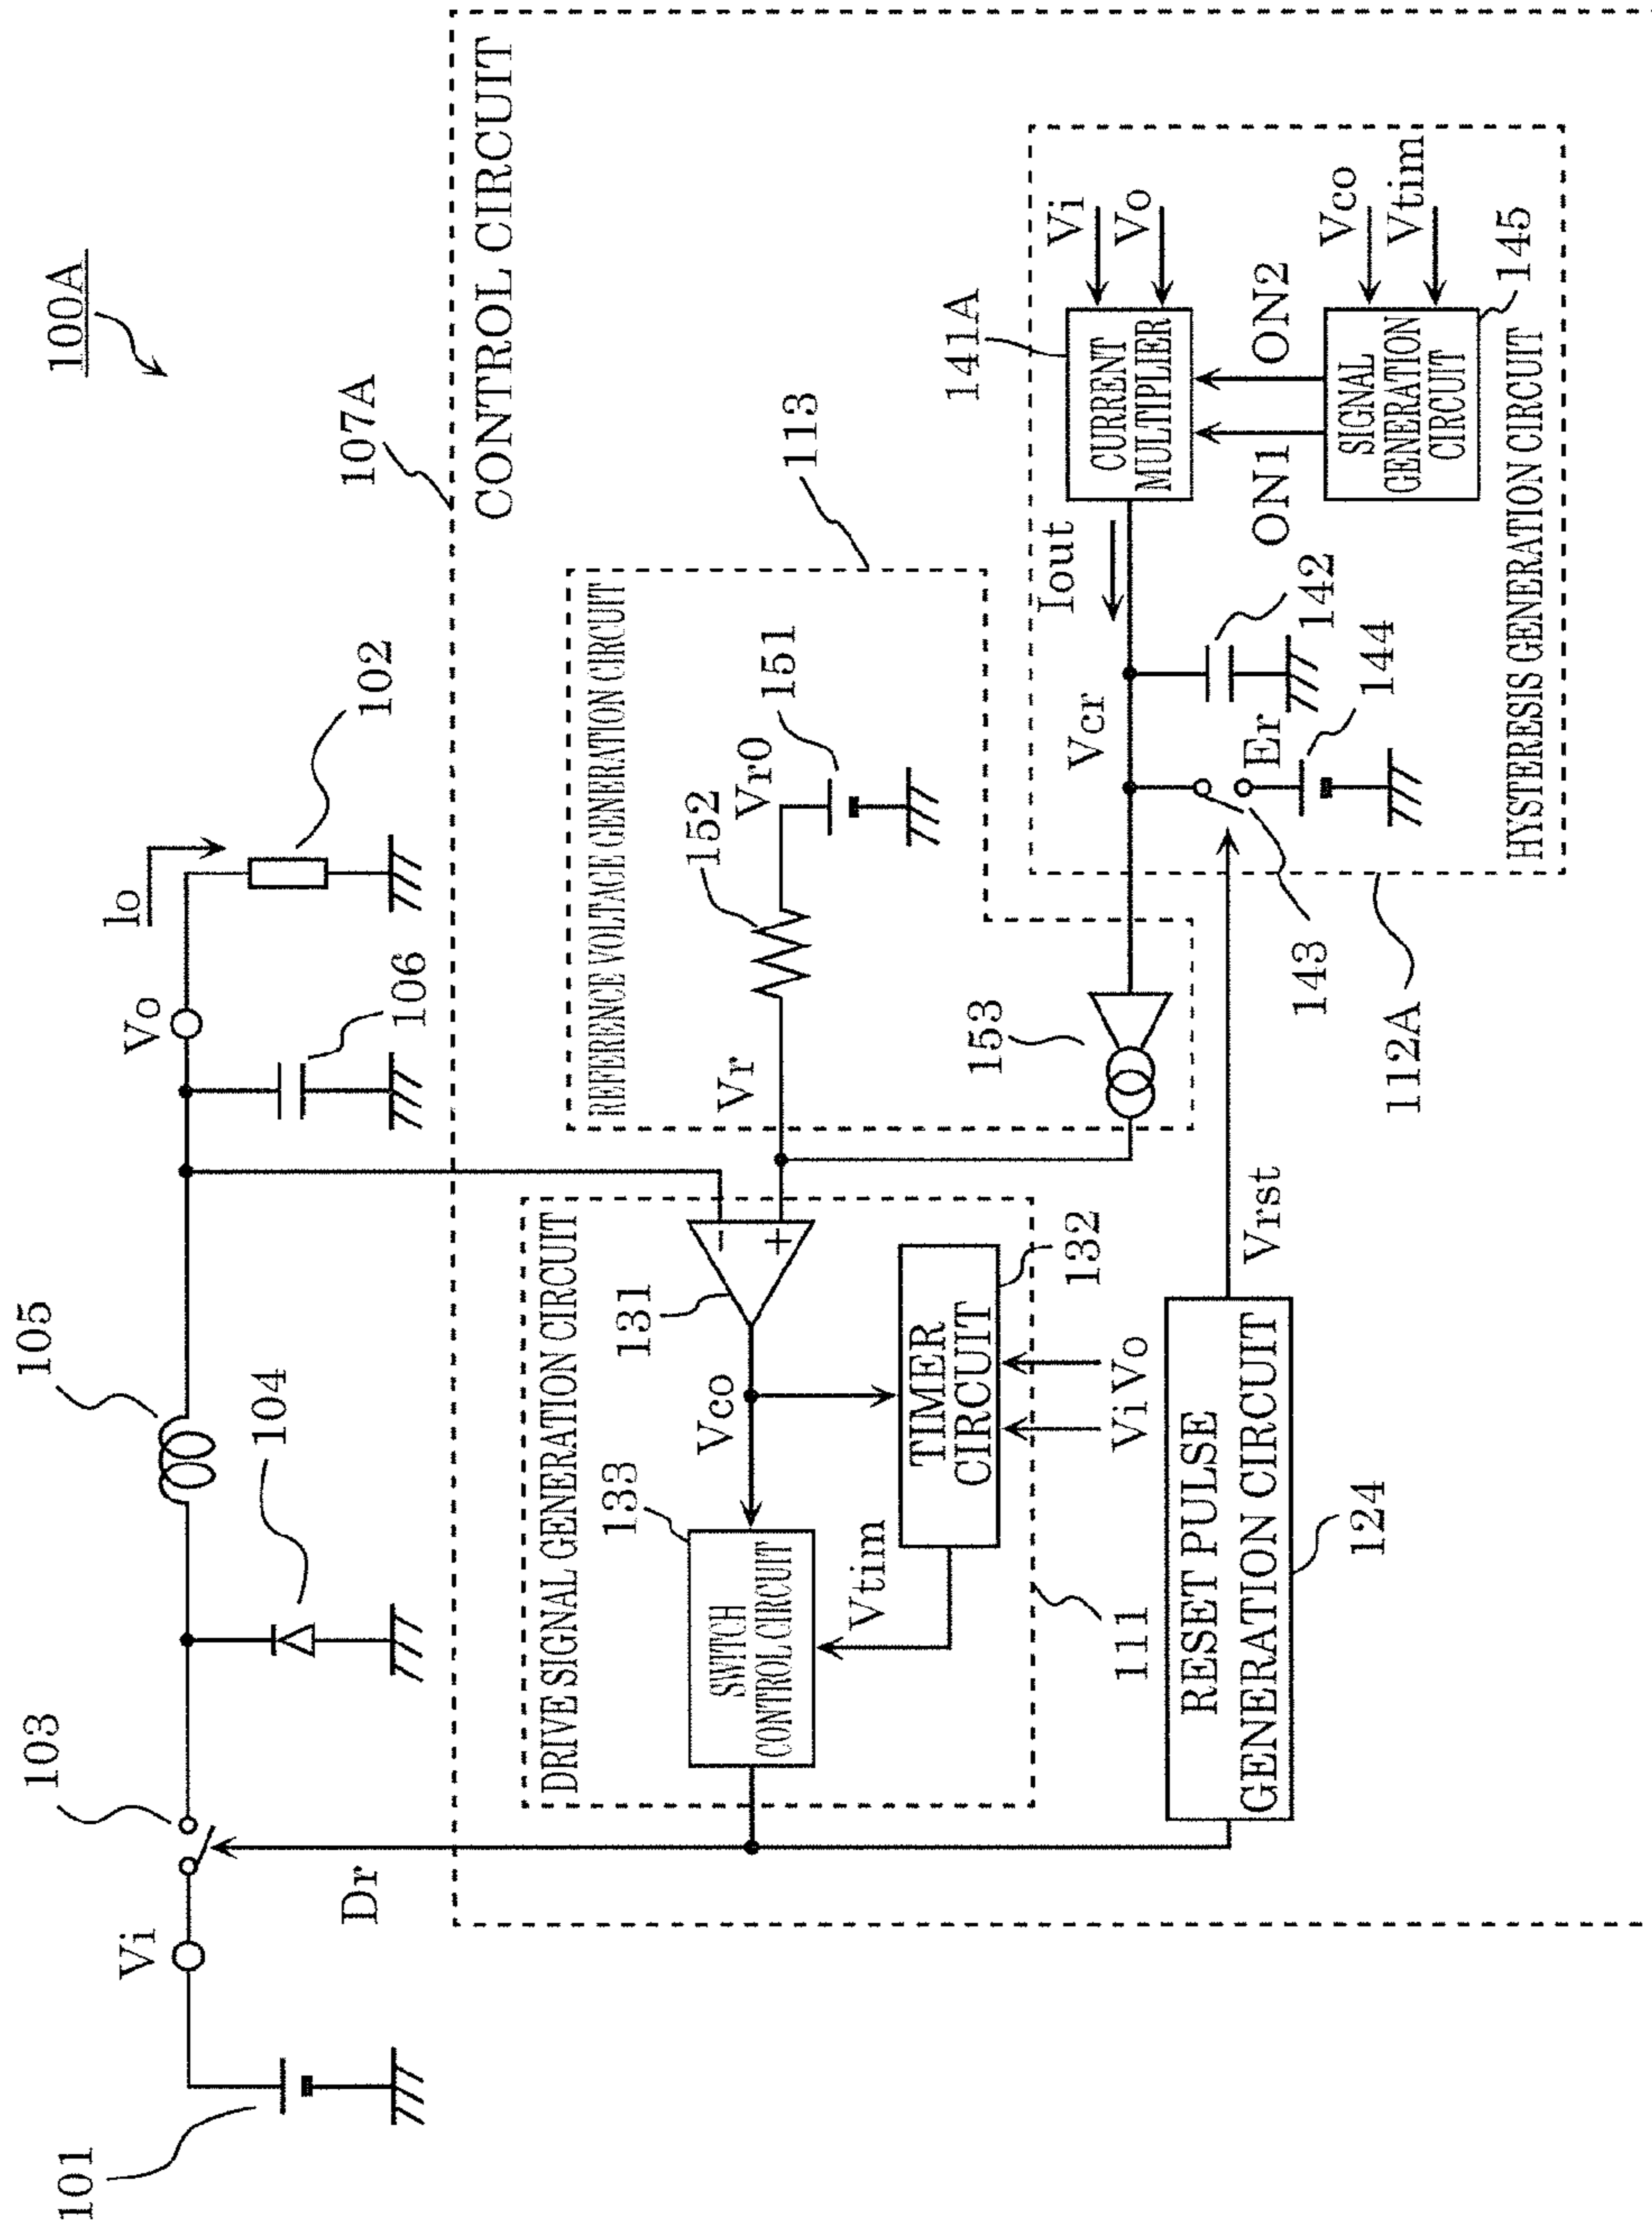 100A
101
Vi
103
104
105
Vo
106
Io
102
Dr
107A
CONTROL CIRCUIT
DRIVE SIGNAL GENERATION CIRCUIT
133
SWITCH
CONTROL CIRCUIT
Vco
131
−
+
Vtim
TIMER
CIRCUIT
132
Vi Vo
111
REFERENCE VOLTAGE GENERATION CIRCUIT
113
Vr
152
Vr0
151
153
RESET PULSE
GENERATION CIRCUIT
124
Vrst
112A
143
Vcr
Er
144
142
Iout
141A
CURRENT
MULTIPLIER
Vi
Vo
ON1
ON2
SIGNAL
GENERATION
CIRCUIT
Vco
Vtim
145
HYSTERESIS GENERATION CIRCUIT